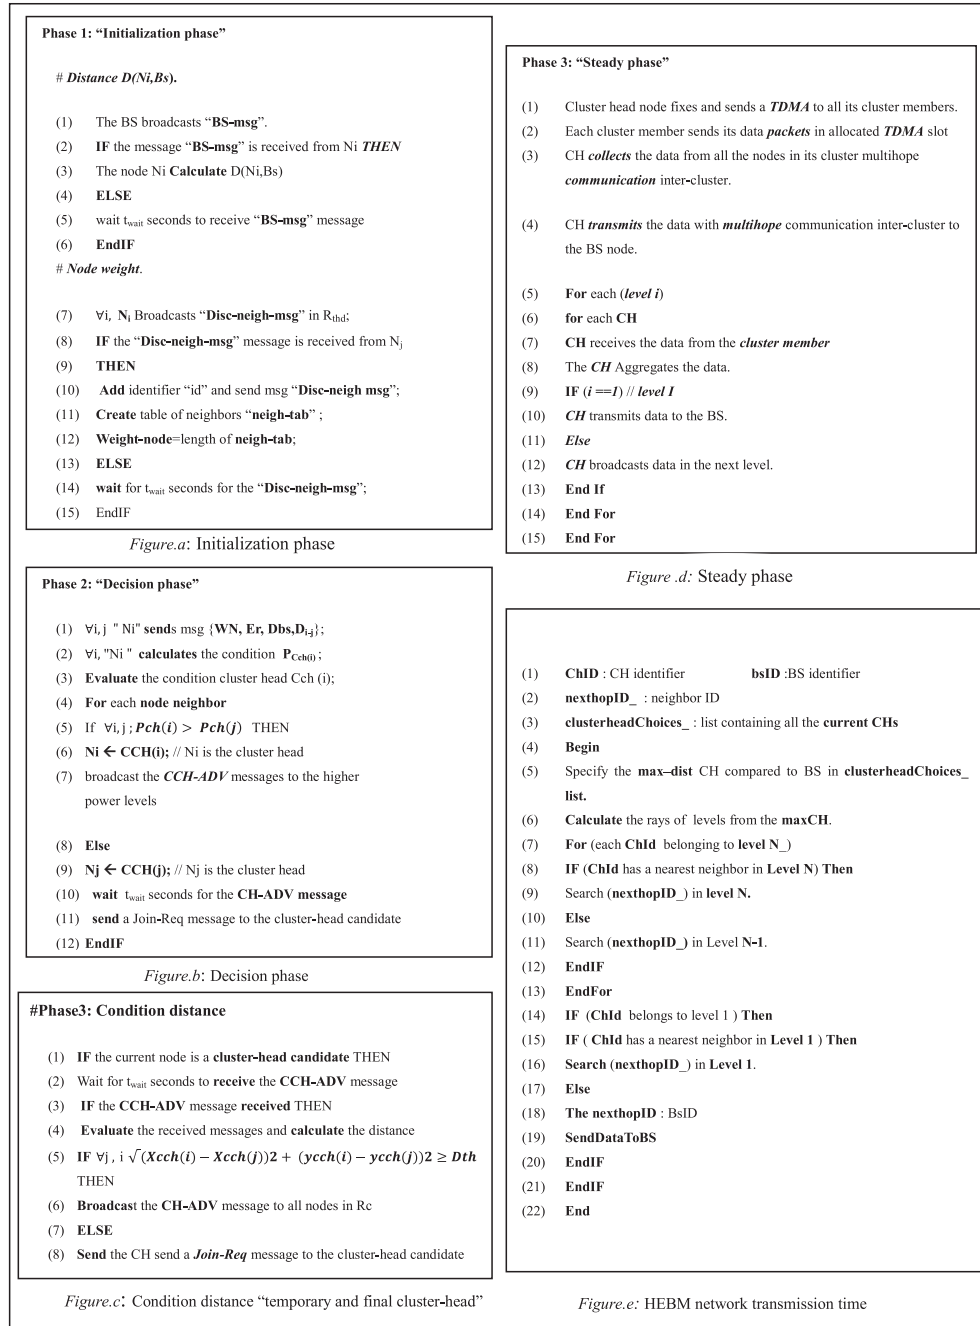 Phase 1: “Initialization phase”
# Distance D(Ni,Bs).
(1) The BS broadcasts “BS-msg”.
(2) IF the message “BS-msg” is received from Ni THEN
(3) The node Ni Calculate D(Ni,Bs)
(4) ELSE
(5) wait twait seconds to receive “BS-msg” message
(6) EndIF
# Node weight.
(7) ∀i, Ni Broadcasts “Disc-neigh-msg” in Rthd;
(8) IF the “Disc-neigh-msg” message is received from Nj
(9) THEN
(10) Add identifier “id” and send msg “Disc-neigh msg”;
(11) Create table of neighbors “neigh-tab” ;
(12) Weight-node=length of neigh-tab;
(13) ELSE
(14) wait for twait seconds for the “Disc-neigh-msg”;
(15) EndIF
Figure.a: Initialization phase
Phase 2: “Decision phase”
(1) ∀i, j " Ni" sends msg {WN, Er, Dbs,Di-j};
(2) ∀i, "Ni " calculates the condition PCch(i) ;
(3) Evaluate the condition cluster head Cch (i);
(4) For each node neighbor
(5) If ∀i, j ; Pch(i) > Pch(j) THEN
(6) Ni ← CCH(i); // Ni is the cluster head
(7) broadcast the CCH-ADV messages to the higher
power levels
(8) Else
(9) Nj ← CCH(j); // Nj is the cluster head
(10) wait twait seconds for the CH-ADV message
(11) send a Join-Req message to the cluster-head candidate
(12) EndIF
Figure.b: Decision phase
#Phase3: Condition distance
(1) IF the current node is a cluster-head candidate THEN
(2) Wait for twait seconds to receive the CCH-ADV message
(3) IF the CCH-ADV message received THEN
(4) Evaluate the received messages and calculate the distance
(5) IF ∀j , i √(Xcch(i) − Xcch(j))2 + (ycch(i) − ycch(j))2 ≥ Dth
THEN
(6) Broadcast the CH-ADV message to all nodes in Rc
(7) ELSE
(8) Send the CH send a Join-Req message to the cluster-head candidate
Figure.c: Condition distance “temporary and final cluster-head”
Phase 3: “Steady phase”
(1) Cluster head node fixes and sends a TDMA to all its cluster members.
(2) Each cluster member sends its data packets in allocated TDMA slot
(3) CH collects the data from all the nodes in its cluster multihope
communication inter-cluster.
(4) CH transmits the data with multihope communication inter-cluster to
the BS node.
(5) For each (level i)
(6) for each CH
(7) CH receives the data from the cluster member
(8) The CH Aggregates the data.
(9) IF (i ==1) // level I
(10) CH transmits data to the BS.
(11) Else
(12) CH broadcasts data in the next level.
(13) End If
(14) End For
(15) End For
Figure .d: Steady phase
(1) ChID : CH identifier bsID :BS identifier
(2) nexthopID_ : neighbor ID
(3) clusterheadChoices_ : list containing all the current CHs
(4) Begin
(5) Specify the max–dist CH compared to BS in clusterheadChoices_
list.
(6) Calculate the rays of levels from the maxCH.
(7) For (each ChId belonging to level N_)
(8) IF (ChId has a nearest neighbor in Level N) Then
(9) Search (nexthopID_) in level N.
(10) Else
(11) Search (nexthopID_) in Level N-1.
(12) EndIF
(13) EndFor
(14) IF (ChId belongs to level 1 ) Then
(15) IF ( ChId has a nearest neighbor in Level 1 ) Then
(16) Search (nexthopID_) in Level 1.
(17) Else
(18) The nexthopID : BsID
(19) SendDataToBS
(20) EndIF
(21) EndIF
(22) End
Figure.e: HEBM network transmission time